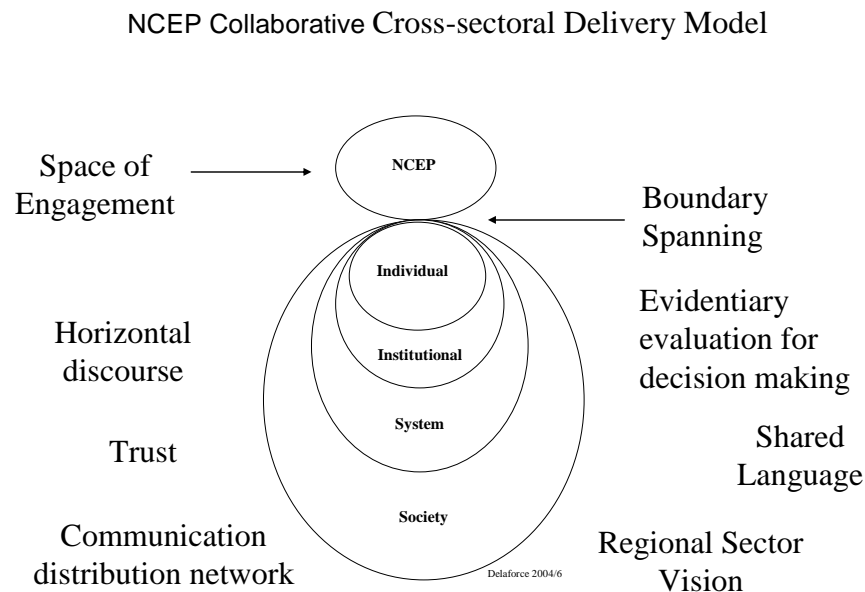 NCEP Collaborative Cross-sectoral Delivery Model
NCEP
Space of
Engagement
Boundary
Spanning
Individual
Evidentiary
evaluation for
decision making
Horizontal
discourse
Institutional
System
Trust
Shared
Language
Society
Communication
distribution network
Regional Sector
Vision
Delaforce 2004/6